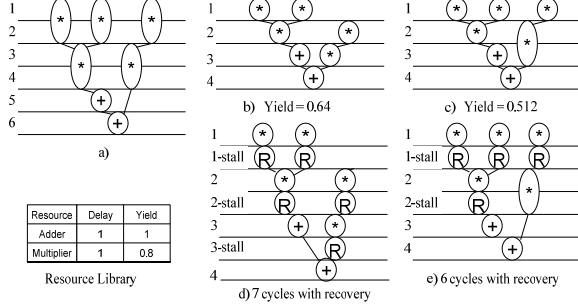 1
2
3
4
5
6
* * *
* *
+
+
a)
1
2
3
4
* *
* *
+ *
+
b) Yield = 0.64
1
2
3
4
* * *
* *
+
+
c) Yield = 0.512
Resource Delay Yield
Adder 1 1
Multiplier 1 0.8
Resource Library
1
1-stall
2
2-stall
3
3-stall
4
* *
R R
* *
R R
+ *
R
+
d) 7 cycles with recovery
1
1-stall
2
2-stall
3
4
* * *
R R R
* *
R
+
+
e) 6 cycles with recovery